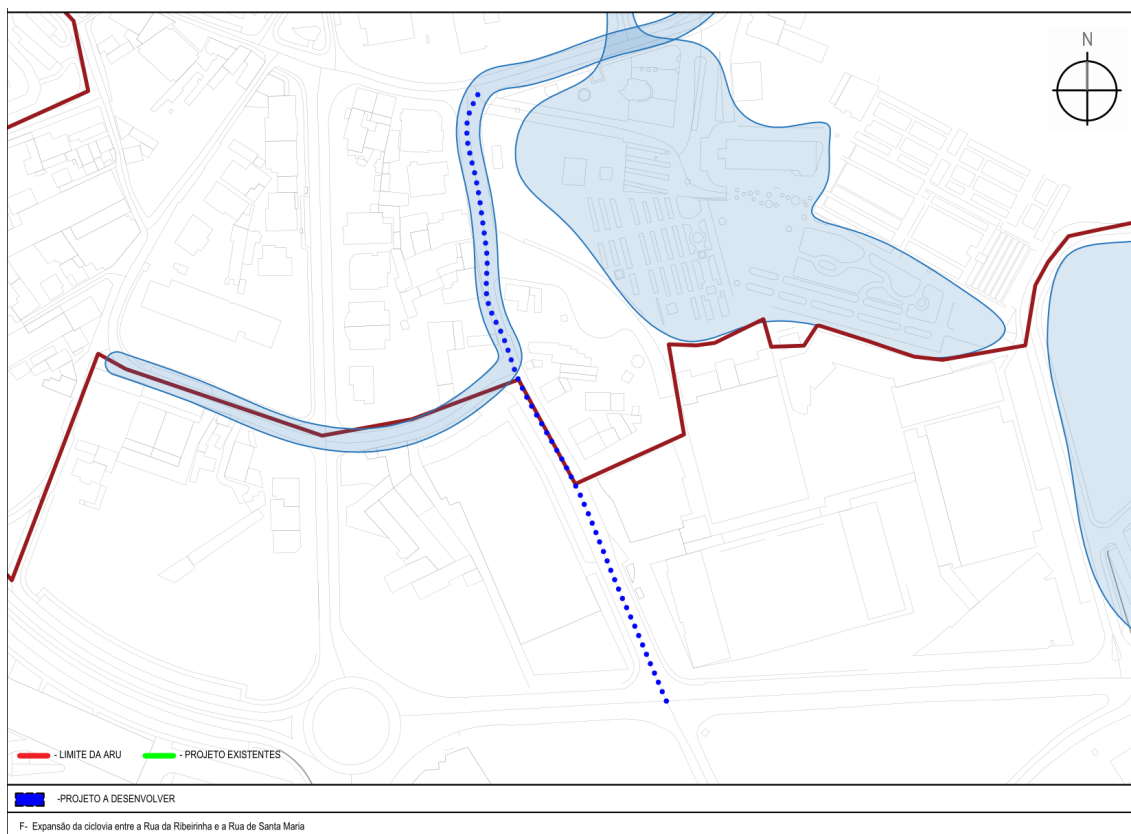 N
- LIMITE DA ARU - PROJETO EXISTENTES
-PROJETO A DESENVOLVER
F- Expansão da ciclovia entre a Rua da Ribeirinha e a Rua de Santa Maria